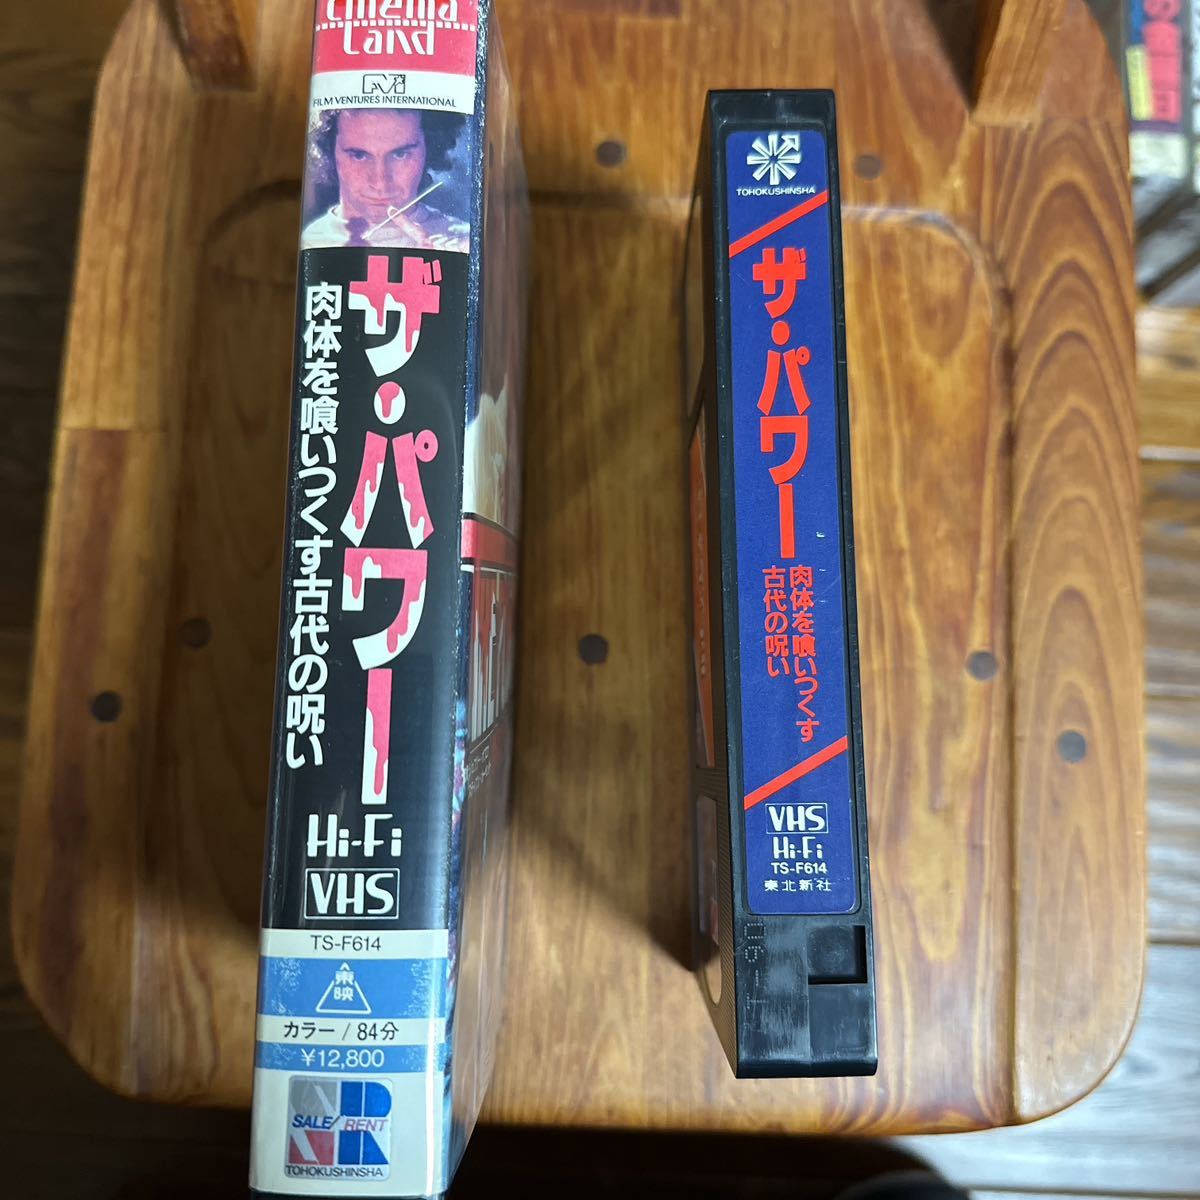 cinema
Land
FILM VENTURES INTERNATIONAL
ザ・パワー
肉体を喰いつくす古代の呪い
Hi-Fi
VHS
TS-F614
東映
カラー/84分
¥12,800
SALE/RENT
TOHOKUSHINSHA
TOHOKUSHINSHA
ザ・パワー
肉体を喰いつくす
古代の呪い
VHS
Hi-Fi
TS-F614
東北新社